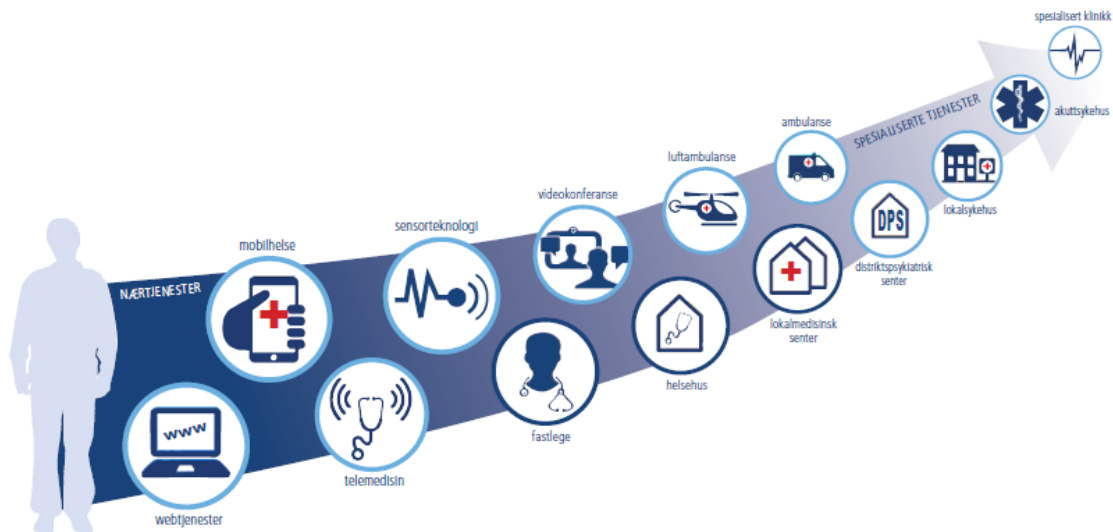 spesialisert klinikk
akuttsykehus
SPESIALISERTE TJENESTER
ambulanse
luftambulanse
lokalsykehus
videokonferanse
DPS
distriktspsykiatrisk
senter
sensorteknologi
mobilhelse
lokalmedisinsk
senter
NÆRTJENESTER
helsehus
fastlege
www
telemedisin
webtjenester